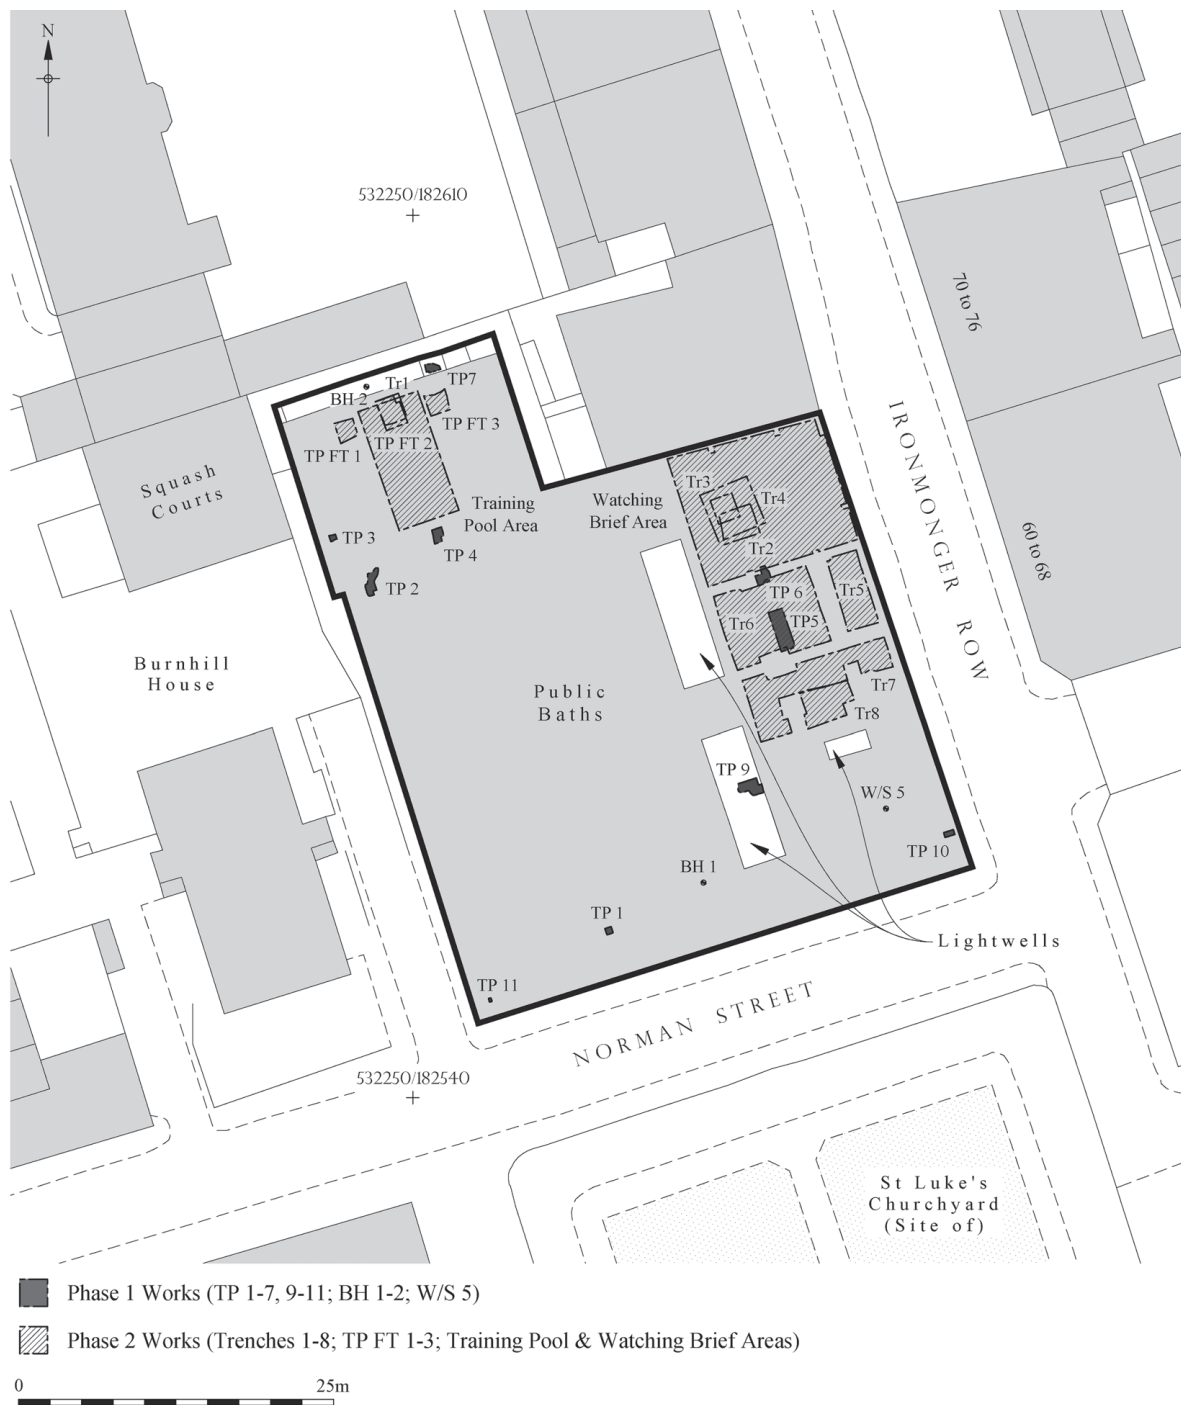 N
532250/182610
70 to 76
IRONMONGER ROW
60 to 68
Squash
Courts
BH 2
Tr1
TP7
TP FT 1
TP FT 2
TP FT 3
Training
Pool Area
Watching
Brief Area
Tr3
Tr4
Tr2
TP 3
TP 4
TP 2
TP 6
TP5
Tr5
Tr6
Tr7
Tr8
Burnhill
House
Public
Baths
TP 9
W/S 5
TP 10
BH 1
TP 1
TP 11
Lightwells
NORMAN STREET
532250/182540
St Luke's
Churchyard
(Site of)
Phase 1 Works (TP 1-7, 9-11; BH 1-2; W/S 5)
Phase 2 Works (Trenches 1-8; TP FT 1-3; Training Pool & Watching Brief Areas)
0 25m